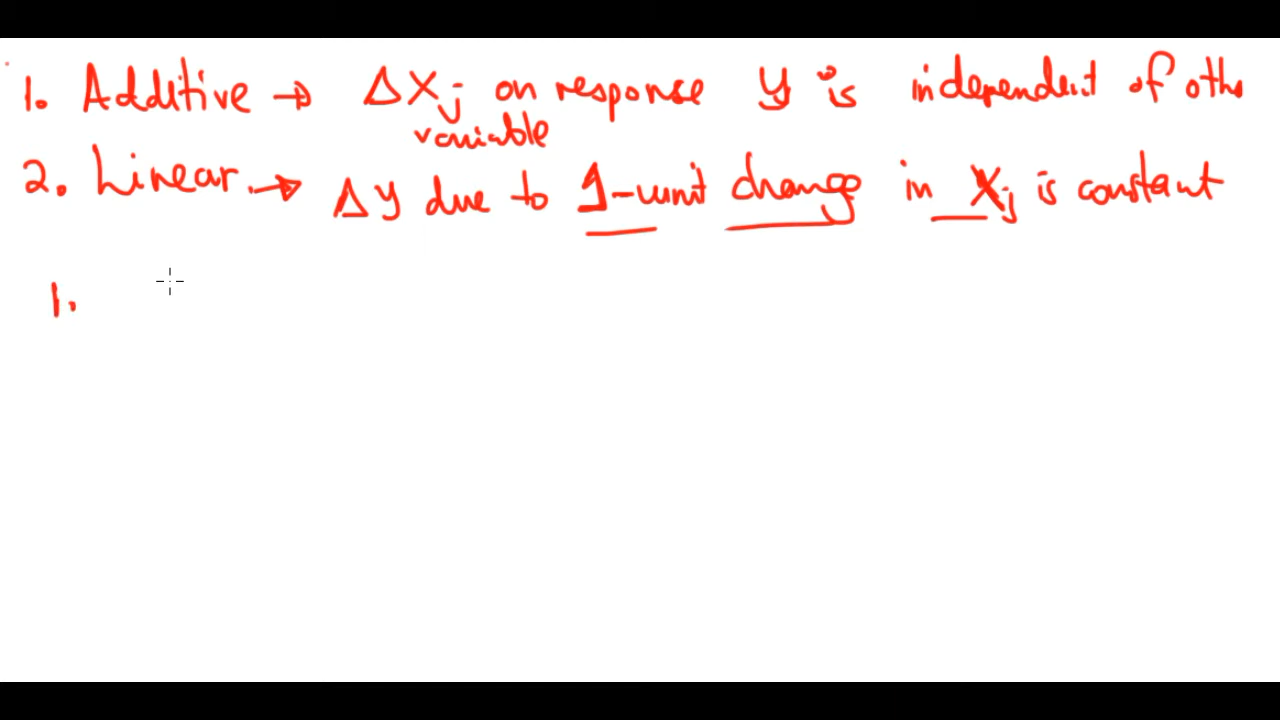 1. Additive → ΔXj on response y is independent of othe
variable
2. Linear. → Δy due to 1-unit change in Xj is constant
1.